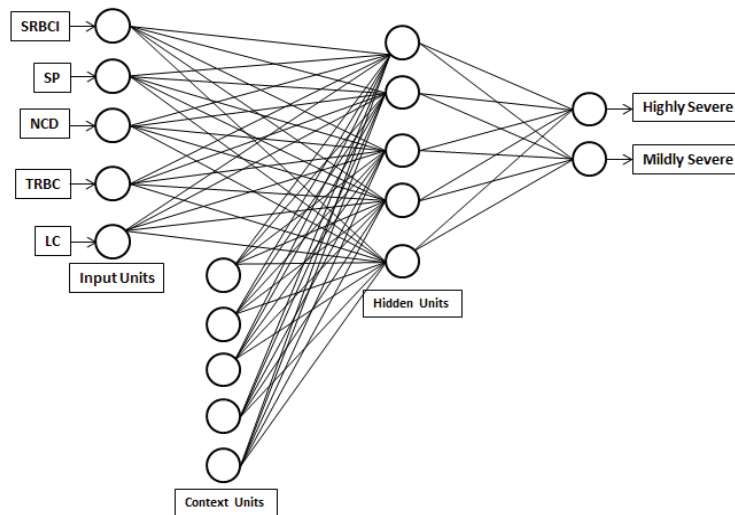 SRBCI
SP
NCD
TRBC
LC
Input Units
Context Units
Hidden Units
Highly Severe
Mildly Severe